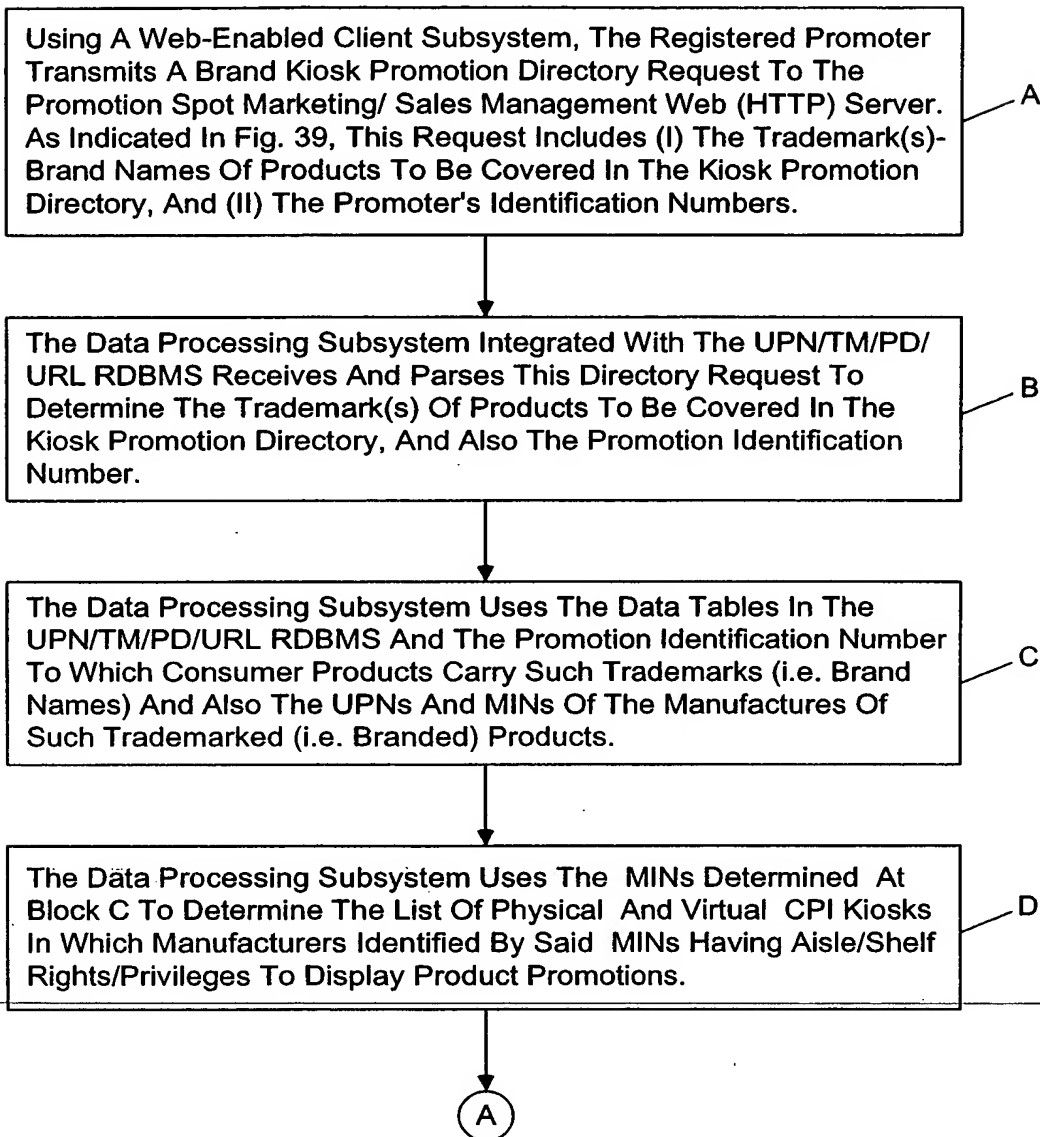 Using A Web-Enabled Client Subsystem, The Registered Promoter
Transmits A Brand Kiosk Promotion Directory Request To The
Promotion Spot Marketing/ Sales Management Web (HTTP) Server.
As Indicated In Fig. 39, This Request Includes (I) The Trademark(s)-
Brand Names Of Products To Be Covered In The Kiosk Promotion
Directory, And (II) The Promoter's Identification Numbers.
A
The Data Processing Subsystem Integrated With The UPN/TM/PD/
URL RDBMS Receives And Parses This Directory Request To
Determine The Trademark(s) Of Products To Be Covered In The
Kiosk Promotion Directory, And Also The Promotion Identification
Number.
B
The Data Processing Subsystem Uses The Data Tables In The
UPN/TM/PD/URL RDBMS And The Promotion Identification Number
To Which Consumer Products Carry Such Trademarks (i.e. Brand
Names) And Also The UPNs And MINs Of The Manufactures Of
Such Trademarked (i.e. Branded) Products.
C
The Data Processing Subsystem Uses The MINs Determined At
Block C To Determine The List Of Physical And Virtual CPI Kiosks
In Which Manufacturers Identified By Said MINs Having Aisle/Shelf
Rights/Privileges To Display Product Promotions.
D
A